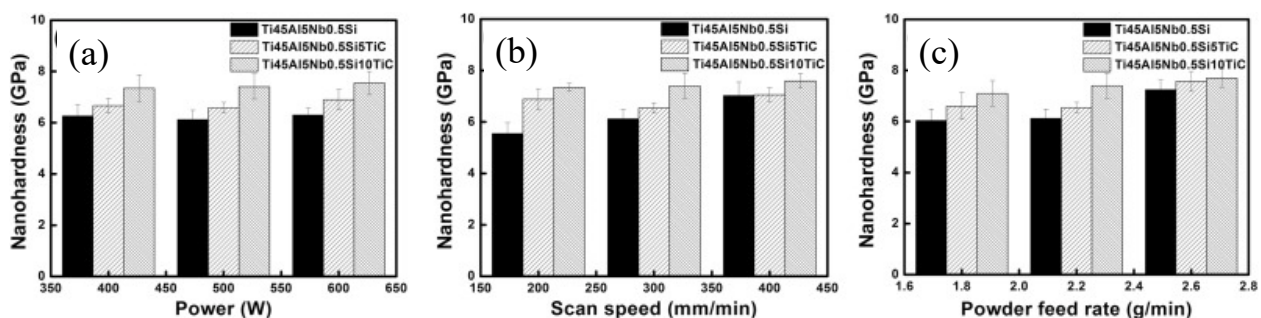 (a)
Ti45Al5Nb0.5Si
Ti45Al5Nb0.5Si5TiC
Ti45Al5Nb0.5Si10TiC
Nanohardness (GPa)
10
8
6
4
2
0
350 400 450 500 550 600 650
Power (W)
(b)
Ti45Al5Nb0.5Si
Ti45Al5Nb0.5Si5TiC
Ti45Al5Nb0.5Si10TiC
Nanohardness (GPa)
10
8
6
4
2
0
150 200 250 300 350 400 450
Scan speed (mm/min)
(c)
Ti45Al5Nb0.5Si
Ti45Al5Nb0.5Si5TiC
Ti45Al5Nb0.5Si10TiC
Nanohardness (GPa)
10
8
6
4
2
0
1.6 1.8 2.0 2.2 2.4 2.6 2.8
Powder feed rate (g/min)